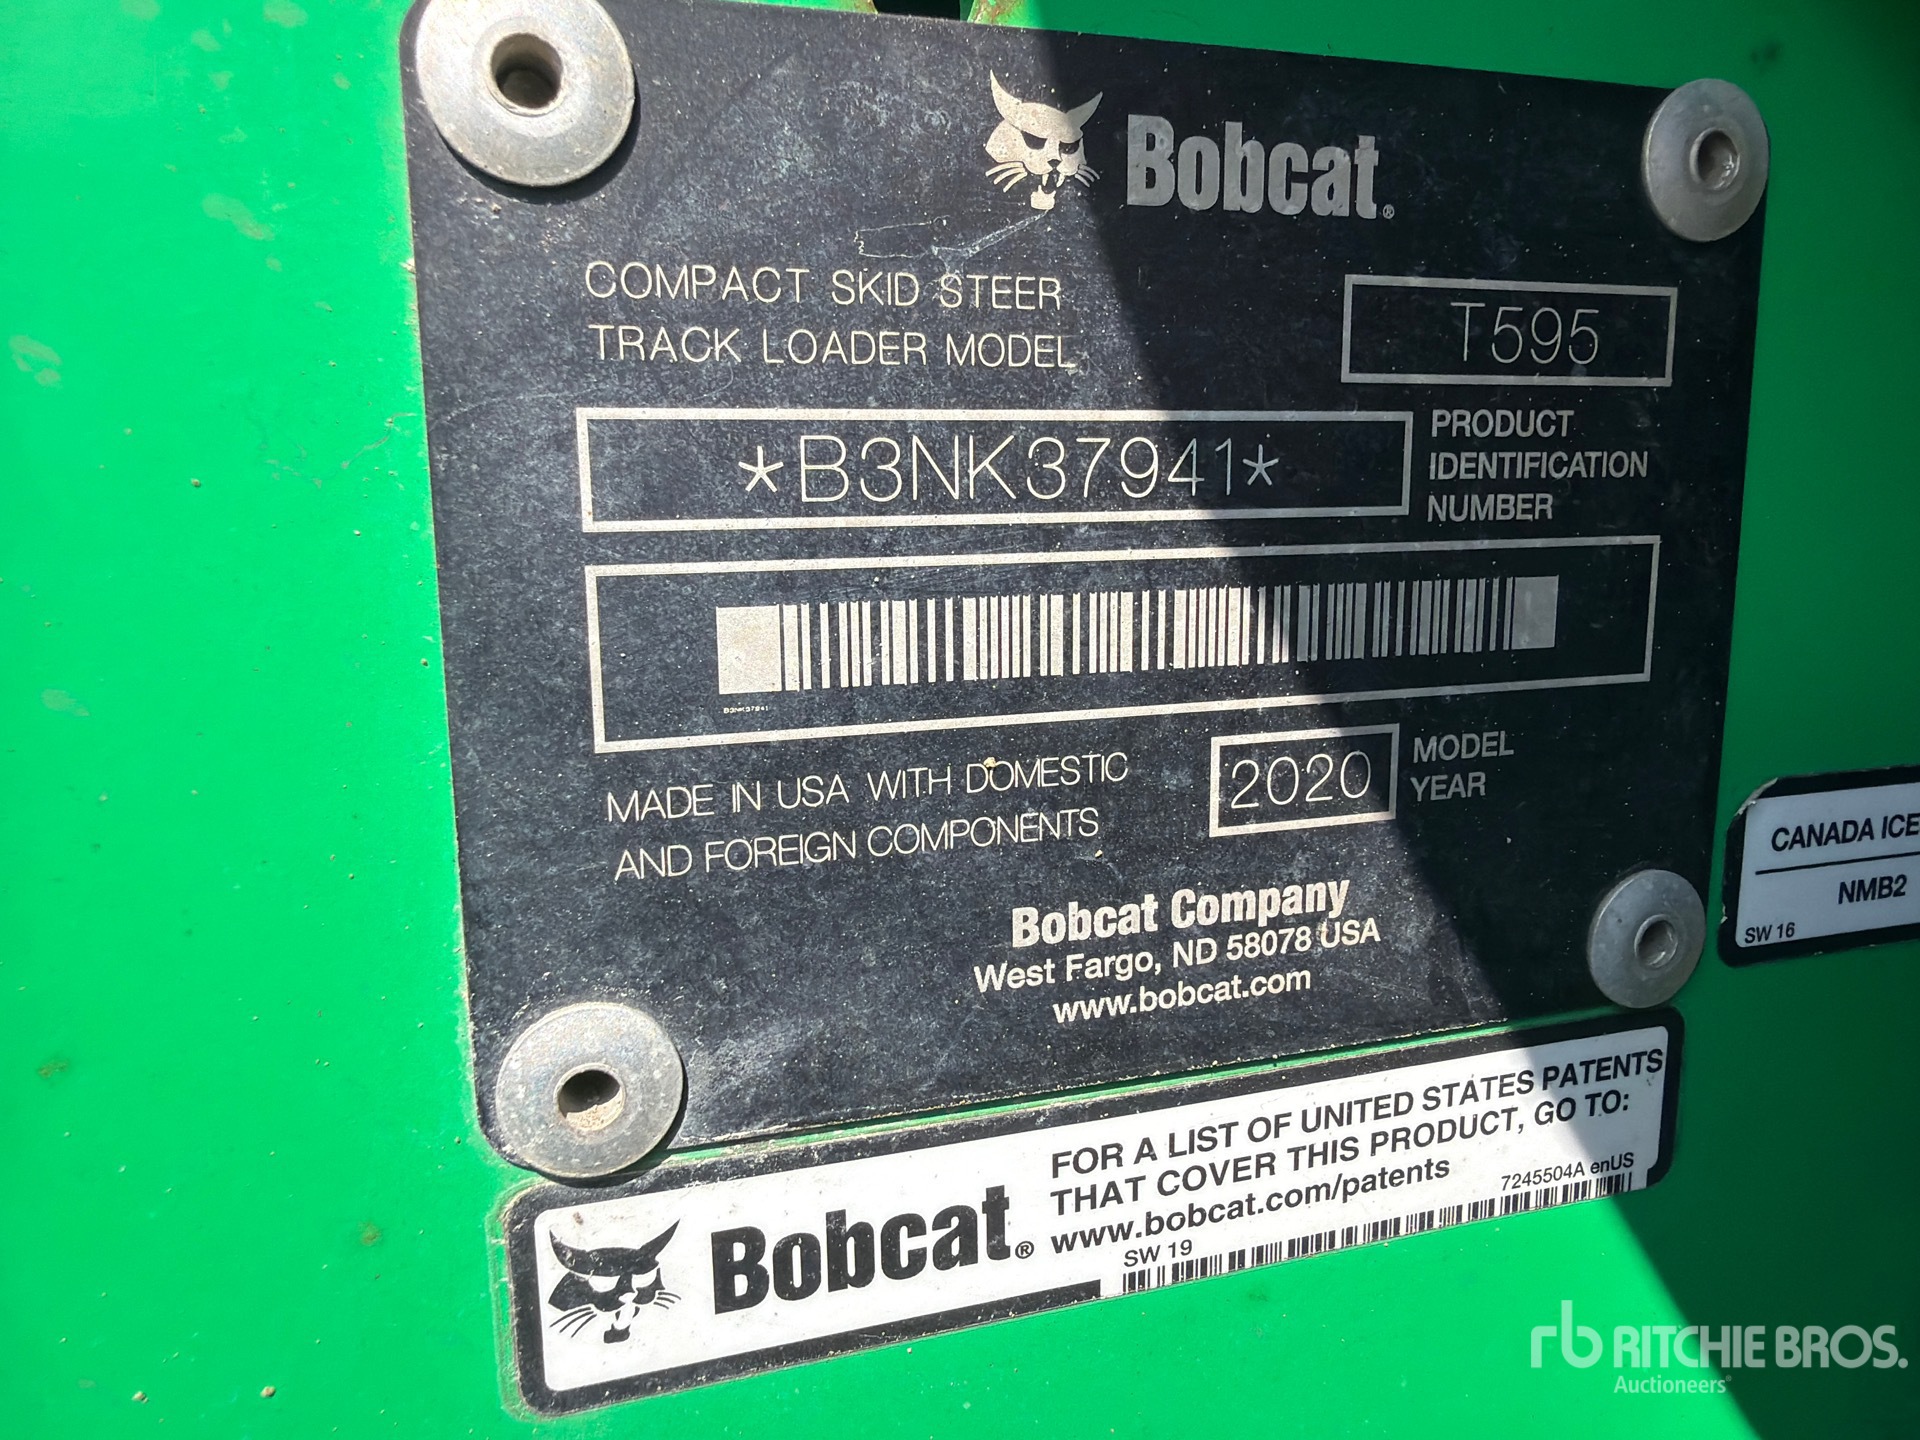 Bobcat®
COMPACT SKID STEER
TRACK LOADER MODEL
T595
*B3NK37941*
PRODUCT
IDENTIFICATION
NUMBER
B3NK37941
MADE IN USA WITH DOMESTIC
AND FOREIGN COMPONENTS
2020
MODEL
YEAR
Bobcat Company
West Fargo, ND 58078 USA
www.bobcat.com
CANADA ICE
NMB2
SW 16
Bobcat®
FOR A LIST OF UNITED STATES PATENTS
THAT COVER THIS PRODUCT, GO TO:
www.bobcat.com/patents
7245504A enUS
SW 19
rb RITCHIE BROS.
Auctioneers®